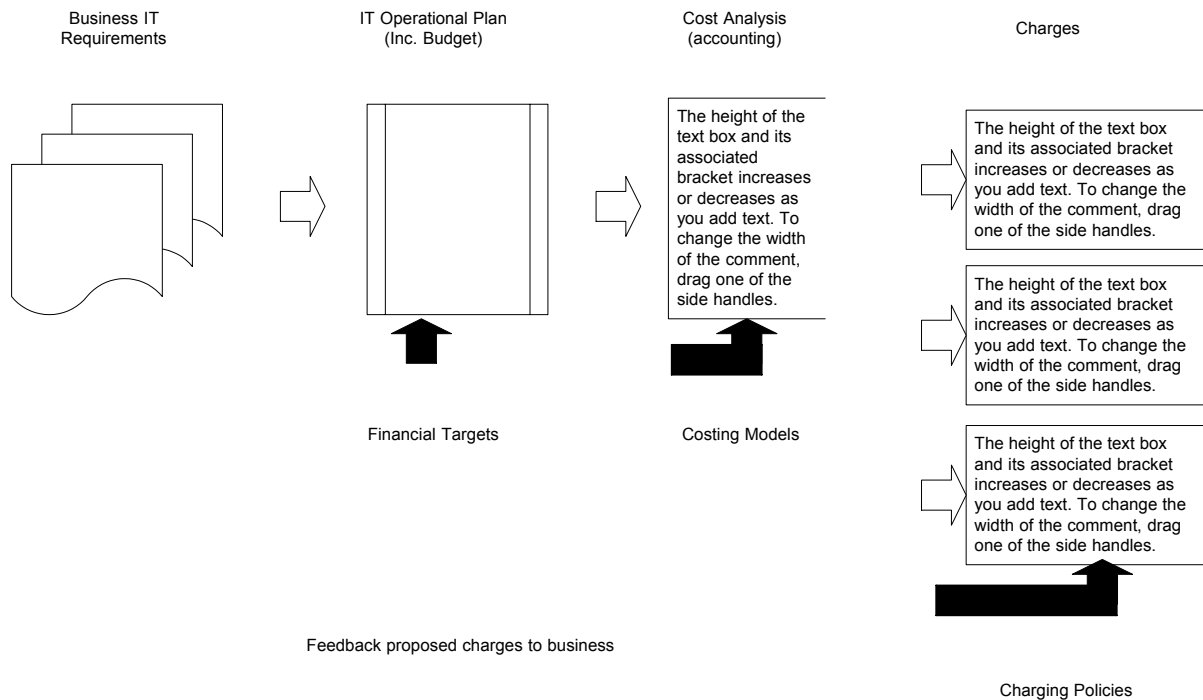 Business IT
Requirements
IT Operational Plan
(Inc. Budget)
Cost Analysis
(accounting)
Charges
The height of the
text box and its
associated
bracket increases
or decreases as
you add text. To
change the width
of the comment,
drag one of the
side handles.
The height of the text box
and its associated bracket
increases or decreases as
you add text. To change the
width of the comment, drag
one of the side handles.
The height of the text box
and its associated bracket
increases or decreases as
you add text. To change the
width of the comment, drag
one of the side handles.
The height of the text box
and its associated bracket
increases or decreases as
you add text. To change the
width of the comment, drag
one of the side handles.
Financial Targets
Costing Models
Feedback proposed charges to business
Charging Policies